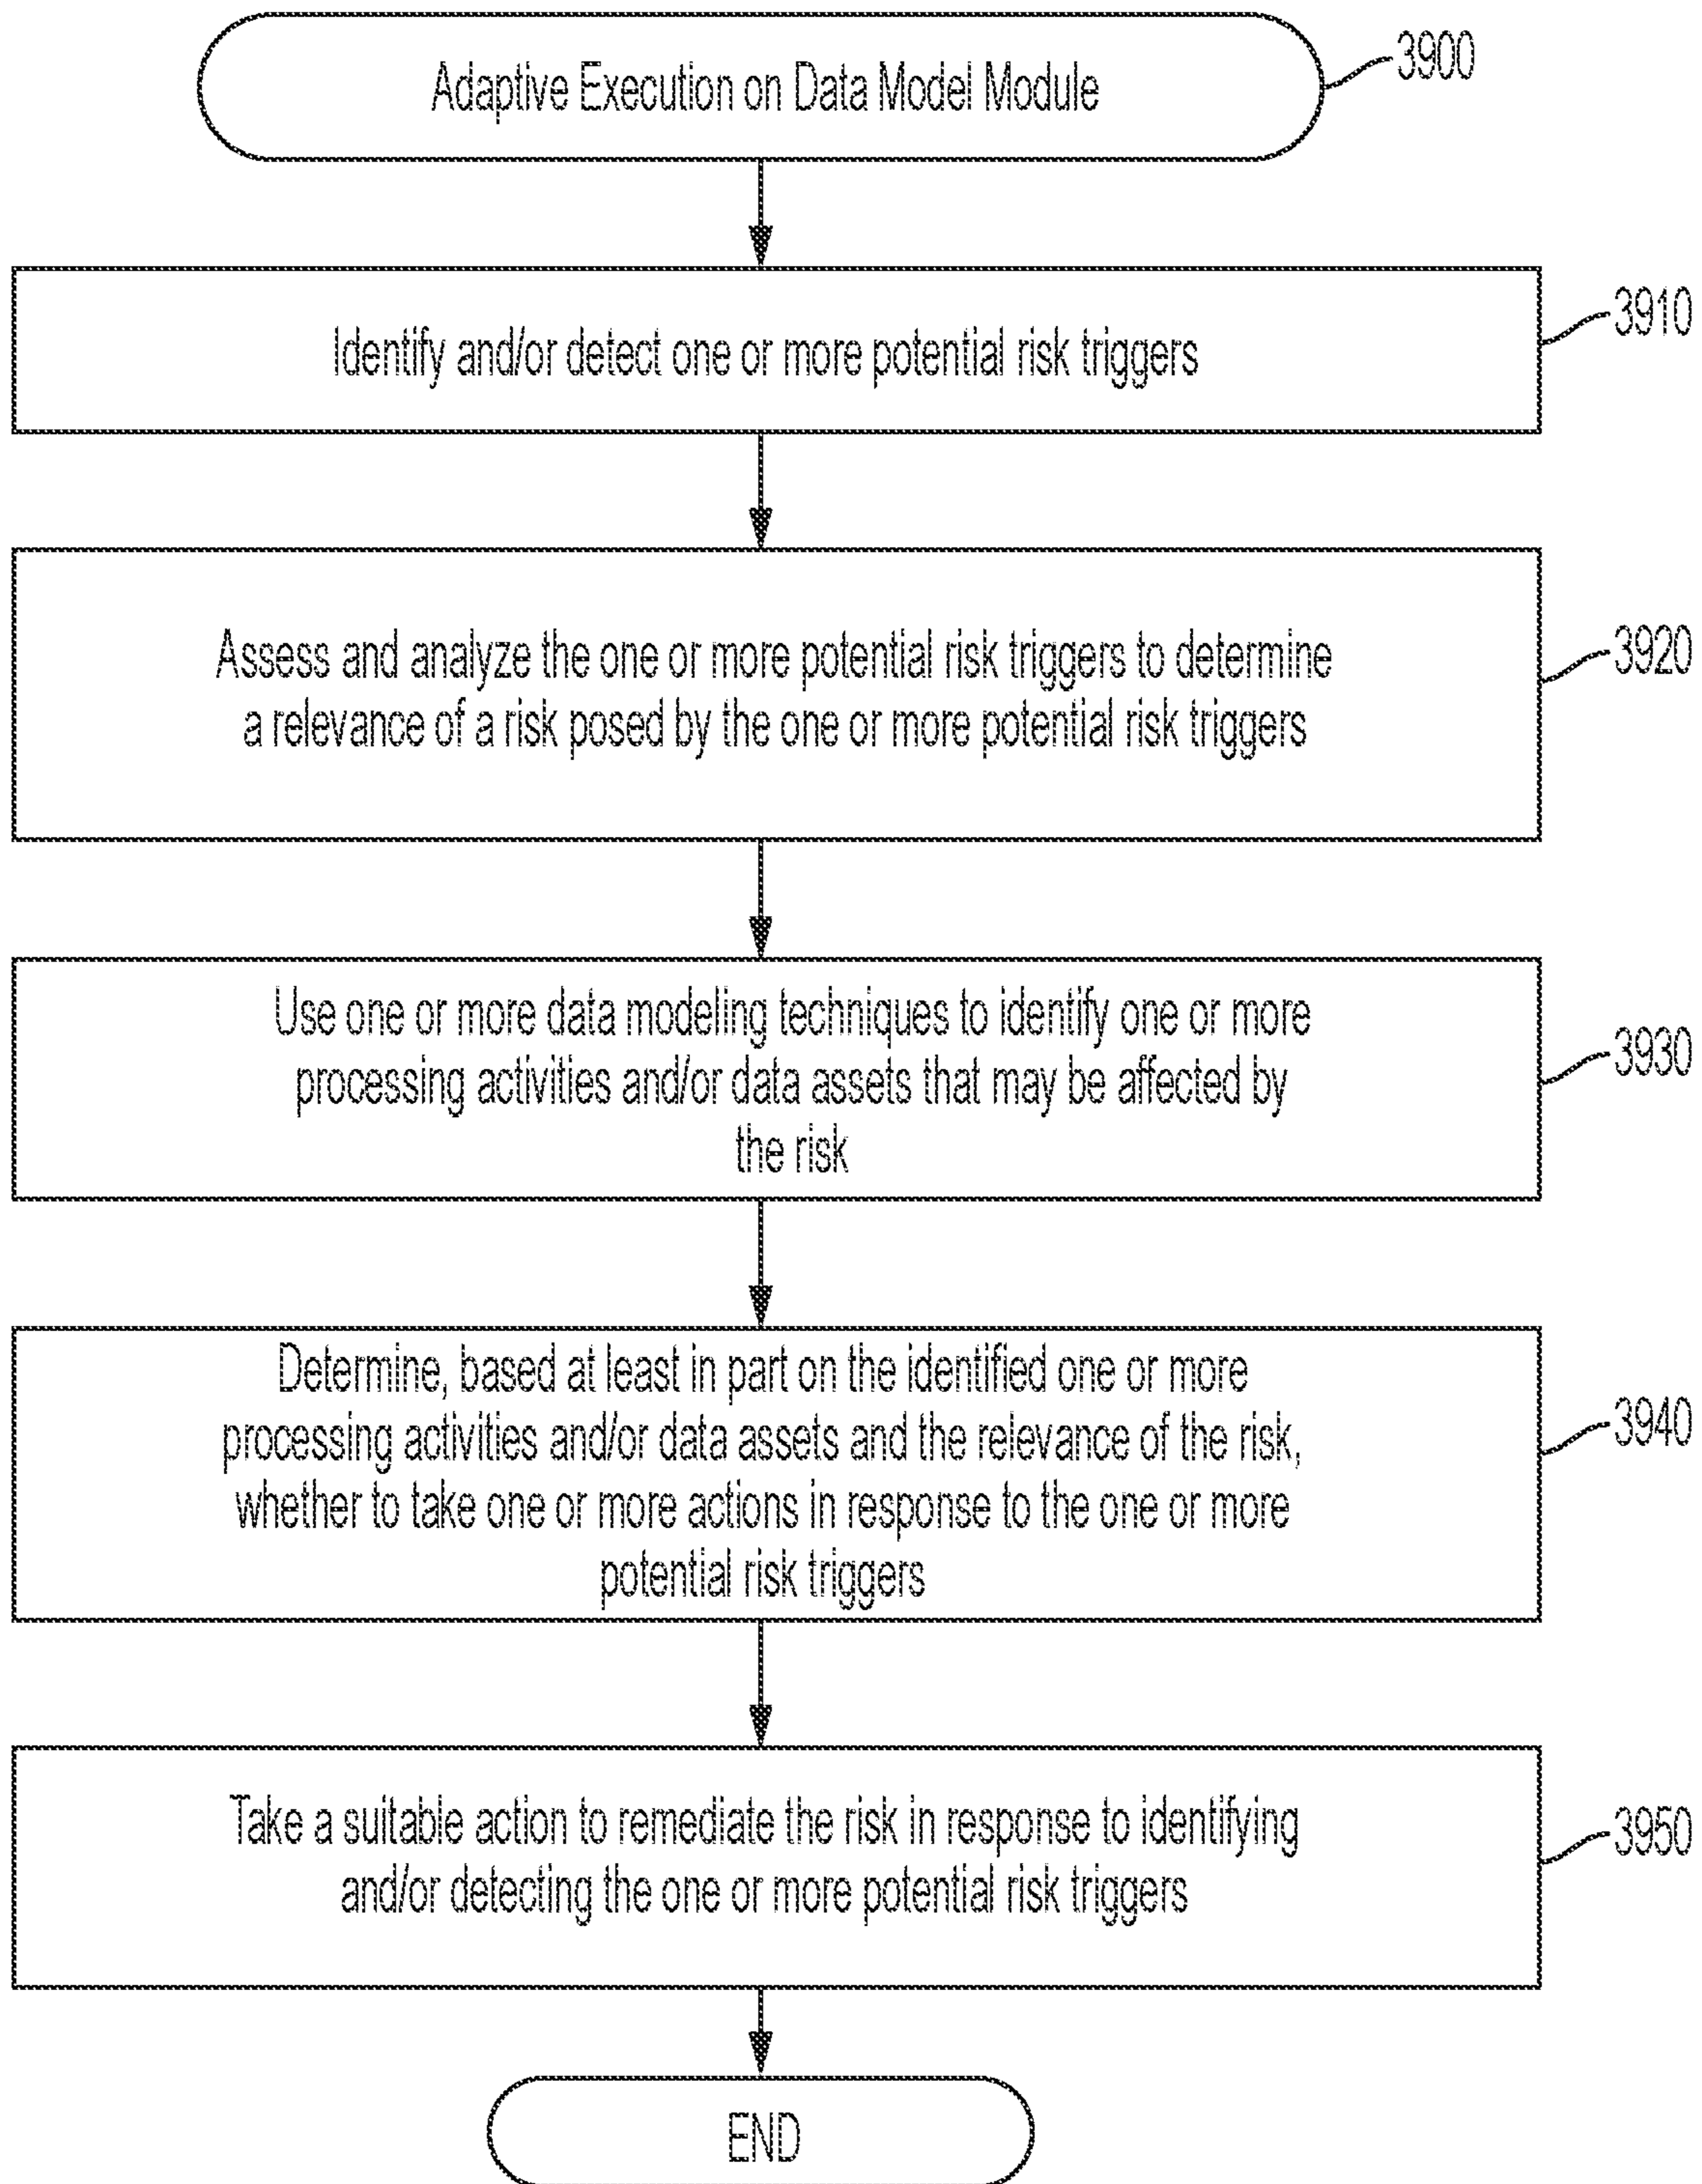 Adaptive Execution on Data Model Module
3900
Identify and/or detect one or more potential risk triggers
3910
Assess and analyze the one or more potential risk triggers to determine
a relevance of a risk posed by the one or more potential risk triggers
3920
Use one or more data modeling techniques to identify one or more
processing activities and/or data assets that may be affected by
the risk
3930
Determine, based at least in part on the identified one or more
processing activities and/or data assets and the relevance of the risk,
whether to take one or more actions in response to the one or more
potential risk triggers
3940
Take a suitable action to remediate the risk in response to identifying
and/or detecting the one or more potential risk triggers
3950
END